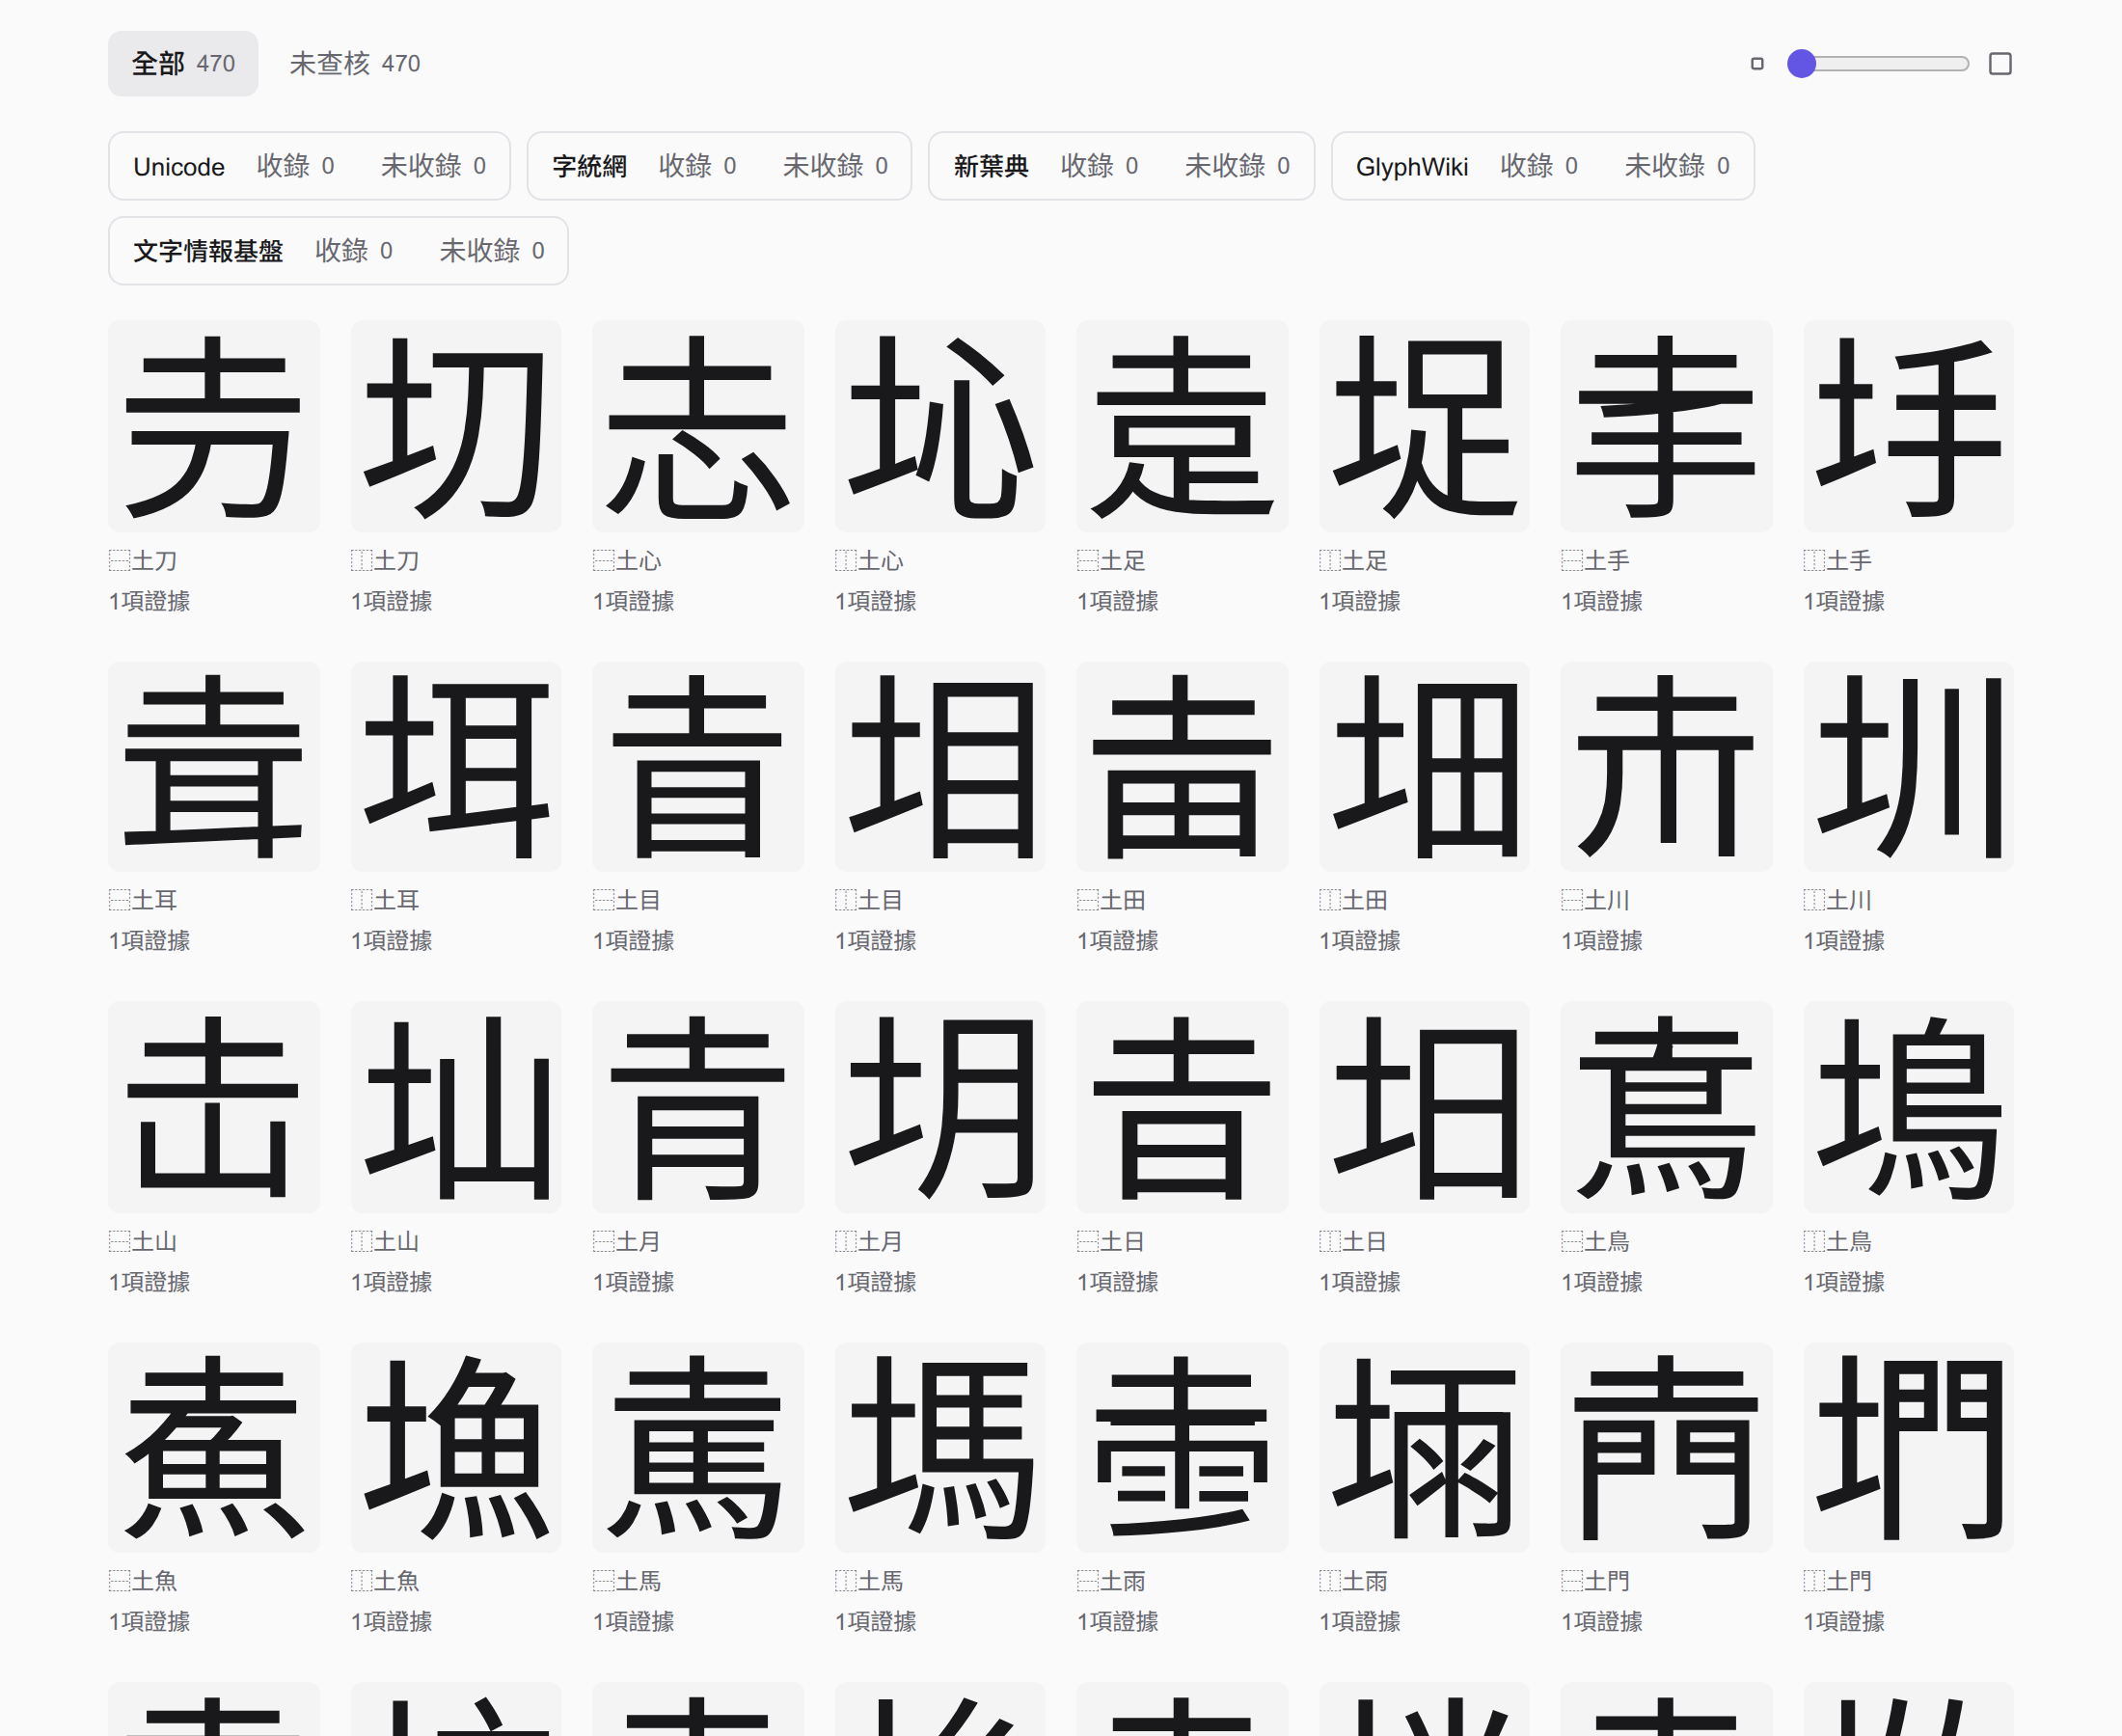 全部 470 未查核 470
Unicode 收錄 0 未收錄 0 字統網 收錄 0 未收錄 0 新葉典 收錄 0 未收錄 0 GlyphWiki 收錄 0 未收錄 0
文字情報基盤 收錄 0 未收錄 0
⿱土刀 ⿰土刀 ⿱土心 ⿰土心 ⿱土足 ⿰土足 ⿱土手 ⿰土手
1項證據 1項證據 1項證據 1項證據 1項證據 1項證據 1項證據 1項證據
⿱土耳 ⿰土耳 ⿱土目 ⿰土目 ⿱土田 ⿰土田 ⿱土川 ⿰土川
1項證據 1項證據 1項證據 1項證據 1項證據 1項證據 1項證據 1項證據
⿱土山 ⿰土山 ⿱土月 ⿰土月 ⿱土日 ⿰土日 ⿱土鳥 ⿰土鳥
1項證據 1項證據 1項證據 1項證據 1項證據 1項證據 1項證據 1項證據
⿱土魚 ⿰土魚 ⿱土馬 ⿰土馬 ⿱土雨 ⿰土雨 ⿱土門 ⿰土門
1項證據 1項證據 1項證據 1項證據 1項證據 1項證據 1項證據 1項證據